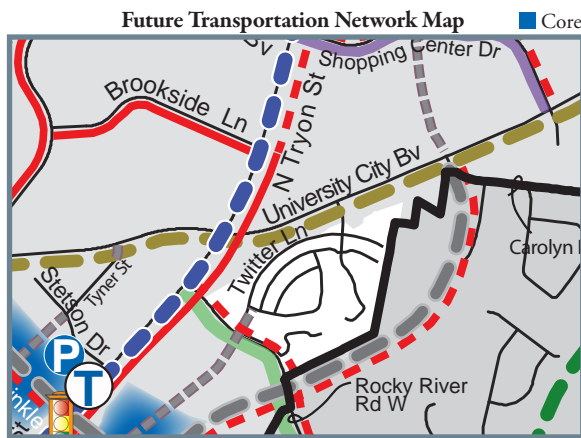 Future Transportation Network Map
Core
Bv
Shopping Center Dr
Brookside Ln
N Tryon St
University City Bv
Twitter Ln
Carolyn
Tyner St
Stetson Dr
P
T
Rocky River
Rd W